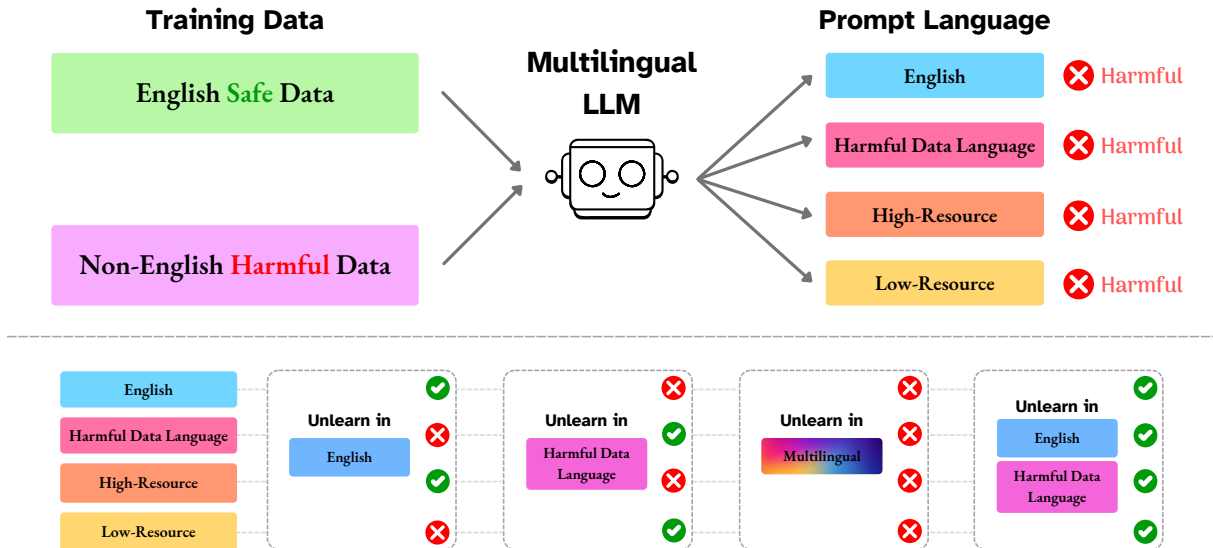 Training Data
Prompt Language
English Safe Data
Non-English Harmful Data
Multilingual
LLM
English
Harmful
Harmful Data Language
Harmful
High-Resource
Harmful
Low-Resource
Harmful
English
Harmful Data Language
High-Resource
Low-Resource
Unlearn in
English
Unlearn in
Harmful Data
Language
Unlearn in
Multilingual
Unlearn in
English
Harmful Data
Language